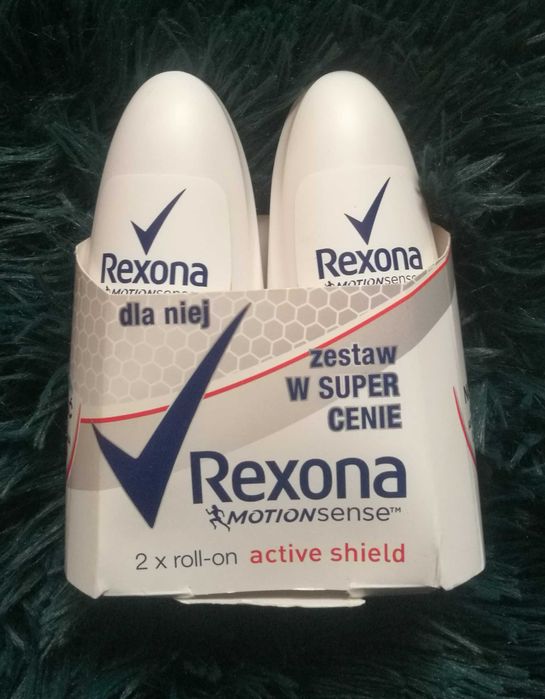 Rexona
MOTIONsense
Rexona
MOTIONsense
dla niej
zestaw
W SUPER
CENIE
Rexona
MOTIONsense™
2 x roll-on active shield